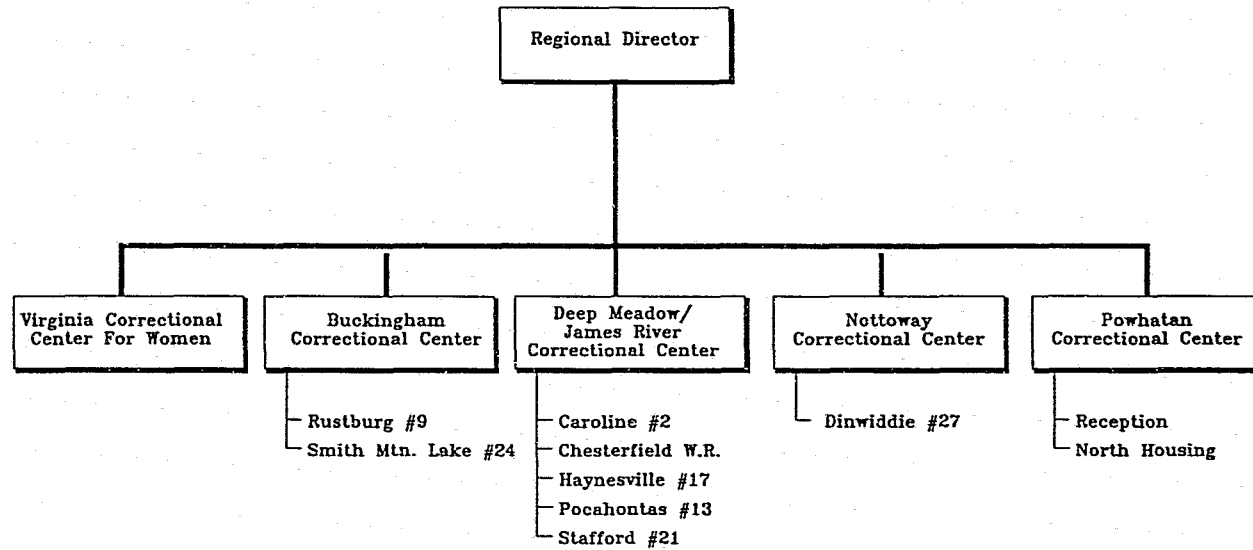 Regional Director
Virginia Correctional
Center For Women
Buckingham
Correctional Center
Rustburg #9
Smith Mtn. Lake #24
Deep Meadow/
James River
Correctional Center
Caroline #2
Chesterfield W.R.
Haynesville #17
Pocahontas #13
Stafford #21
Nottoway
Correctional Center
Dinwiddie #27
Powhatan
Correctional Center
Reception
North Housing